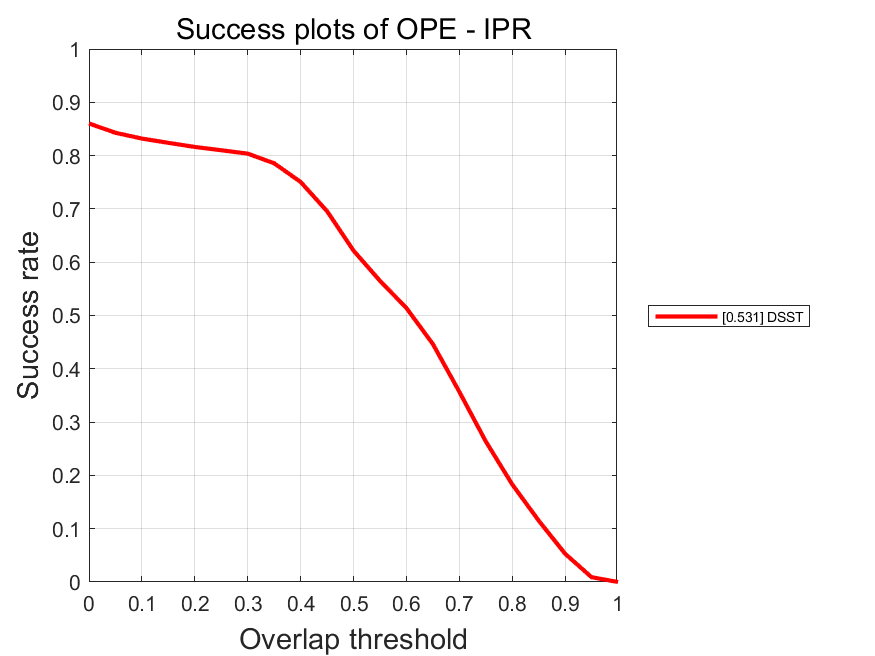 Success plots of OPE - IPR
1
0.9
0.8
0.7
0.6
0.5
0.4
0.3
0.2
0.1
0
Success rate
0 0.1 0.2 0.3 0.4 0.5 0.6 0.7 0.8 0.9 1
Overlap threshold
[0.531] DSST